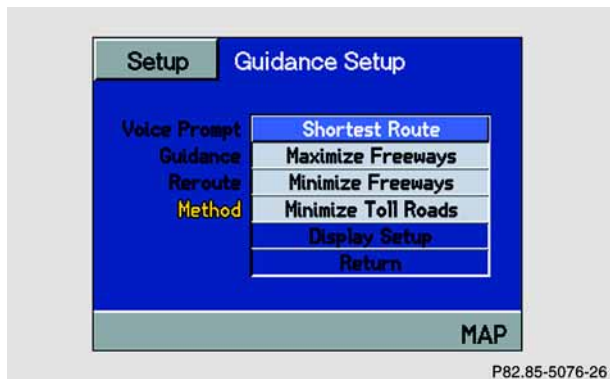 Setup Guidance Setup
Voice Prompt Shortest Route
Guidance Maximize Freeways
Reroute Minimize Freeways
Method Minimize Toll Roads
Display Setup
Return
MAP
P82.85-5076-26